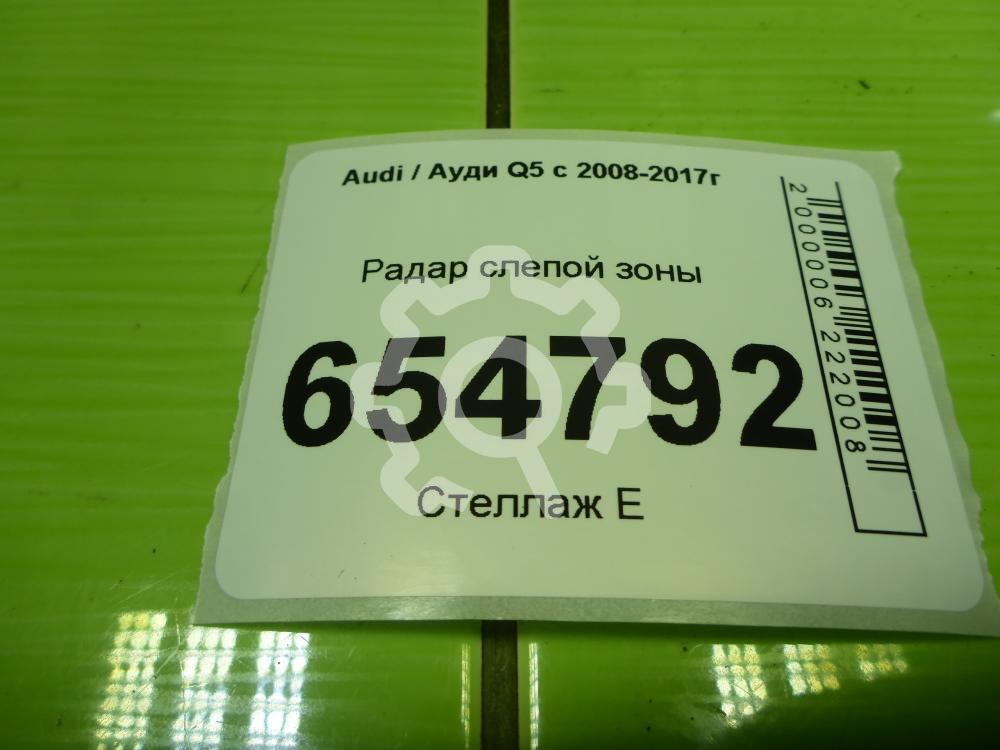 Audi / Ауди Q5 с 2008-2017г
Радар слепой зоны
654792
Стеллаж Е
2000006222008